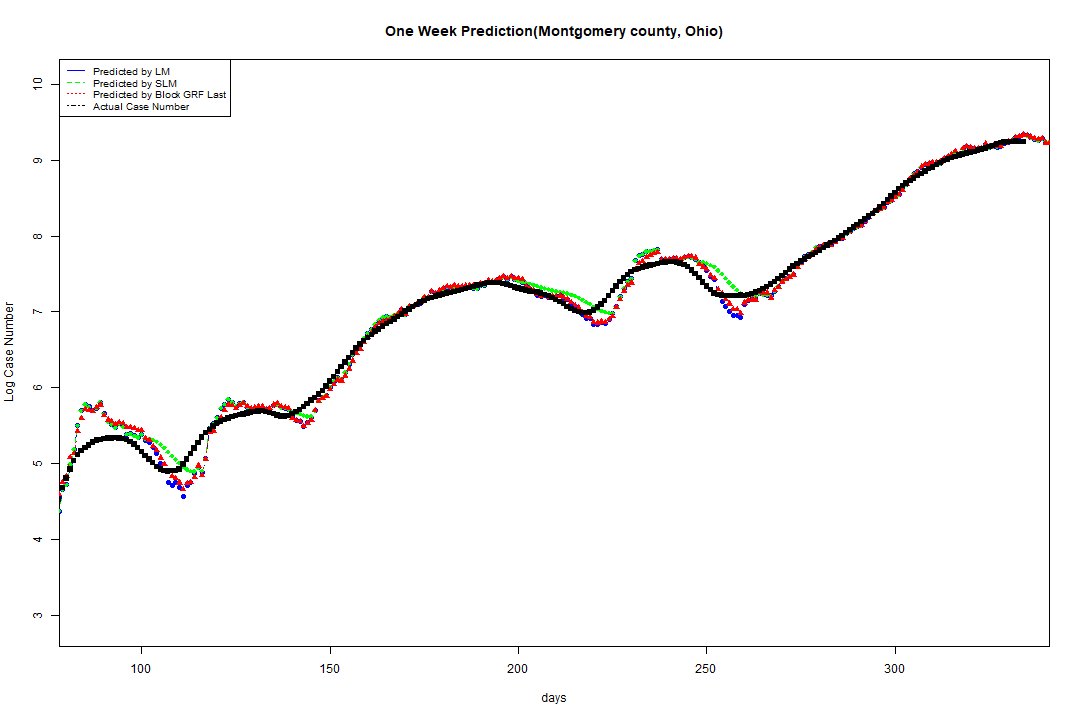 One Week Prediction(Montgomery county, Ohio)
Predicted by LM
Predicted by SLM
Predicted by Block GRF Last
Actual Case Number
10
9
8
7
6
5
4
3
Log Case Number
100 150 200 250 300
days